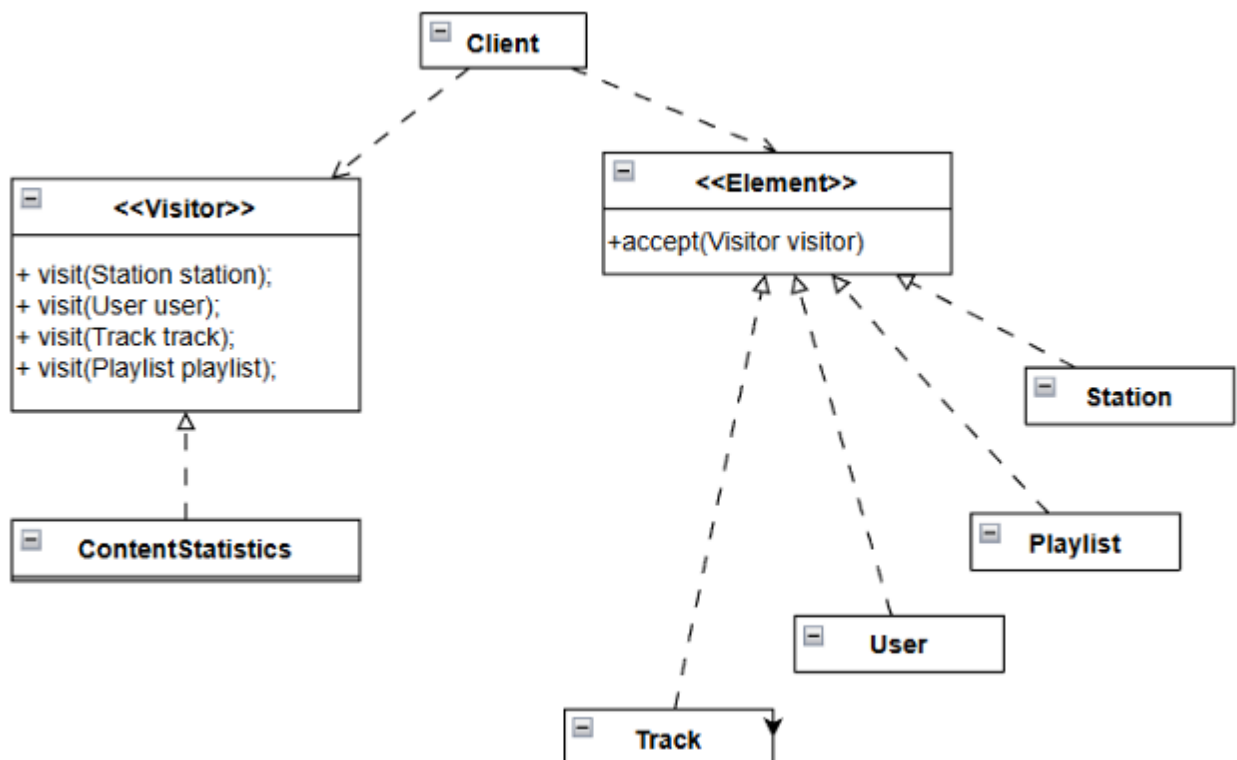 Client
<<Visitor>>
+ visit(Station station);
+ visit(User user);
+ visit(Track track);
+ visit(Playlist playlist);
<<Element>>
+accept(Visitor visitor)
Station
ContentStatistics
Playlist
User
Track